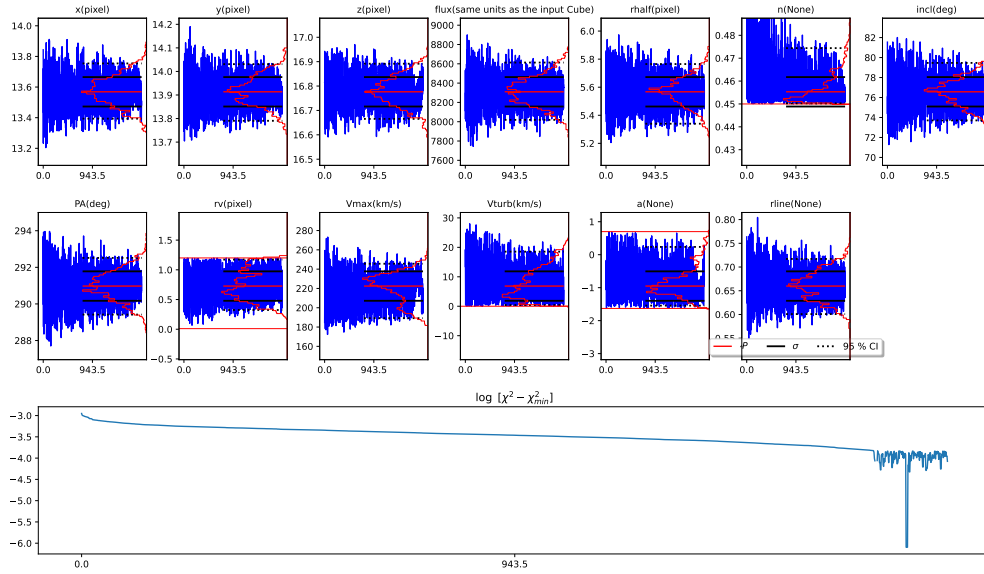 x(pixel) y(pixel) z(pixel) flux(same units as the input Cube) rhalf(pixel) n(None) incl(deg)
14.0 13.8 13.6 13.4 13.2
14.2 14.1 14.0 13.9 13.8 13.7
17.0 16.9 16.8 16.7 16.6 16.5
9000 8800 8600 8400 8200 8000 7800 7600
6.0 5.8 5.6 5.4 5.2
0.48 0.47 0.46 0.45 0.44 0.43
82 80 78 76 74 72
0.0 943.5 0.0 943.5 0.0 943.5 0.0 943.5 0.0 943.5 0.0 943.5 0.0 943.5
PA(deg) rv(pixel) Vmax(km/s) Vturb(km/s) a(None) rline(None)
294 292 290 288
1.5 1.0 0.5 0.0 −0.5
280 260 240 220 200 180 160
30 20 10 0 −10
1 0 −1 −2 −3
0.80 0.75 0.70 0.65 0.60 0.55
P σ 95 % CI
0.0 943.5 0.0 943.5 0.0 943.5 0.0 943.5 0.0 943.5 0.0 943.5
log [χ² − χ²min]
−3.0
−3.5
−4.0
−4.5
−5.0
−5.5
−6.0
0.0 943.5